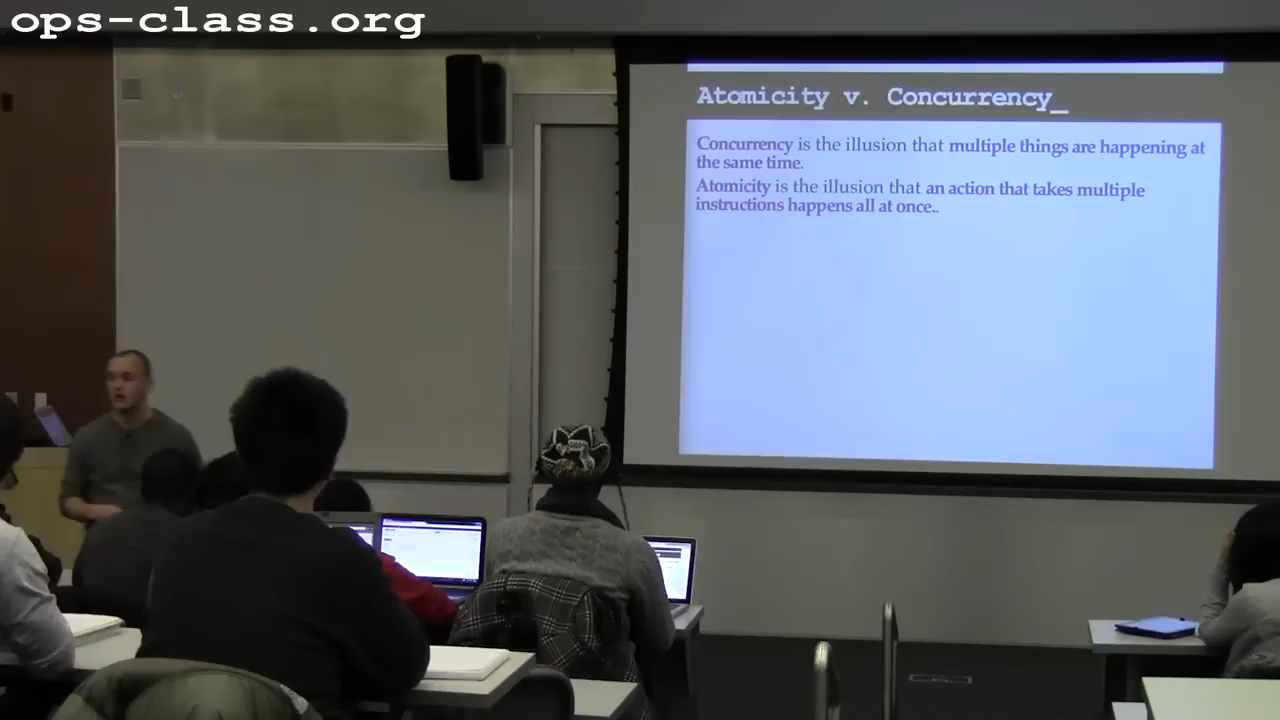 ops-class.org
Atomicity v. Concurrency_
Concurrency is the illusion that multiple things are happening at
the same time.
Atomicity is the illusion that an action that takes multiple
instructions happens all at once..